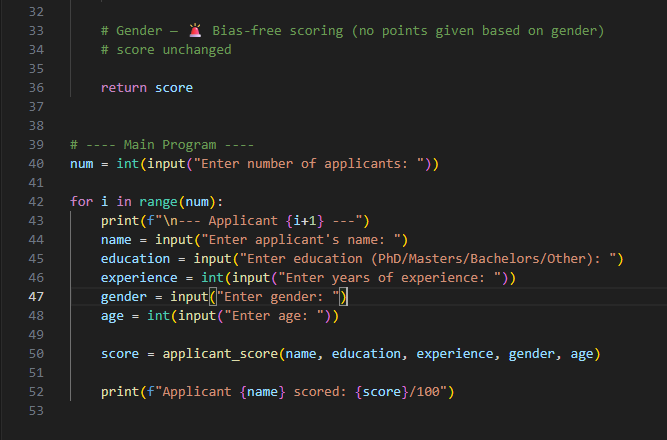 32
33 # Gender — 🚨 Bias-free scoring (no points given based on gender)
34 # score unchanged
35
36 return score
37
38
39 # ---- Main Program ----
40 num = int(input("Enter number of applicants: "))
41
42 for i in range(num):
43 print(f"\n--- Applicant {i+1} ---")
44 name = input("Enter applicant's name: ")
45 education = input("Enter education (PhD/Masters/Bachelors/Other): ")
46 experience = int(input("Enter years of experience: "))
47 gender = input("Enter gender: ")
48 age = int(input("Enter age: "))
49
50 score = applicant_score(name, education, experience, gender, age)
51
52 print(f"Applicant {name} scored: {score}/100")
53